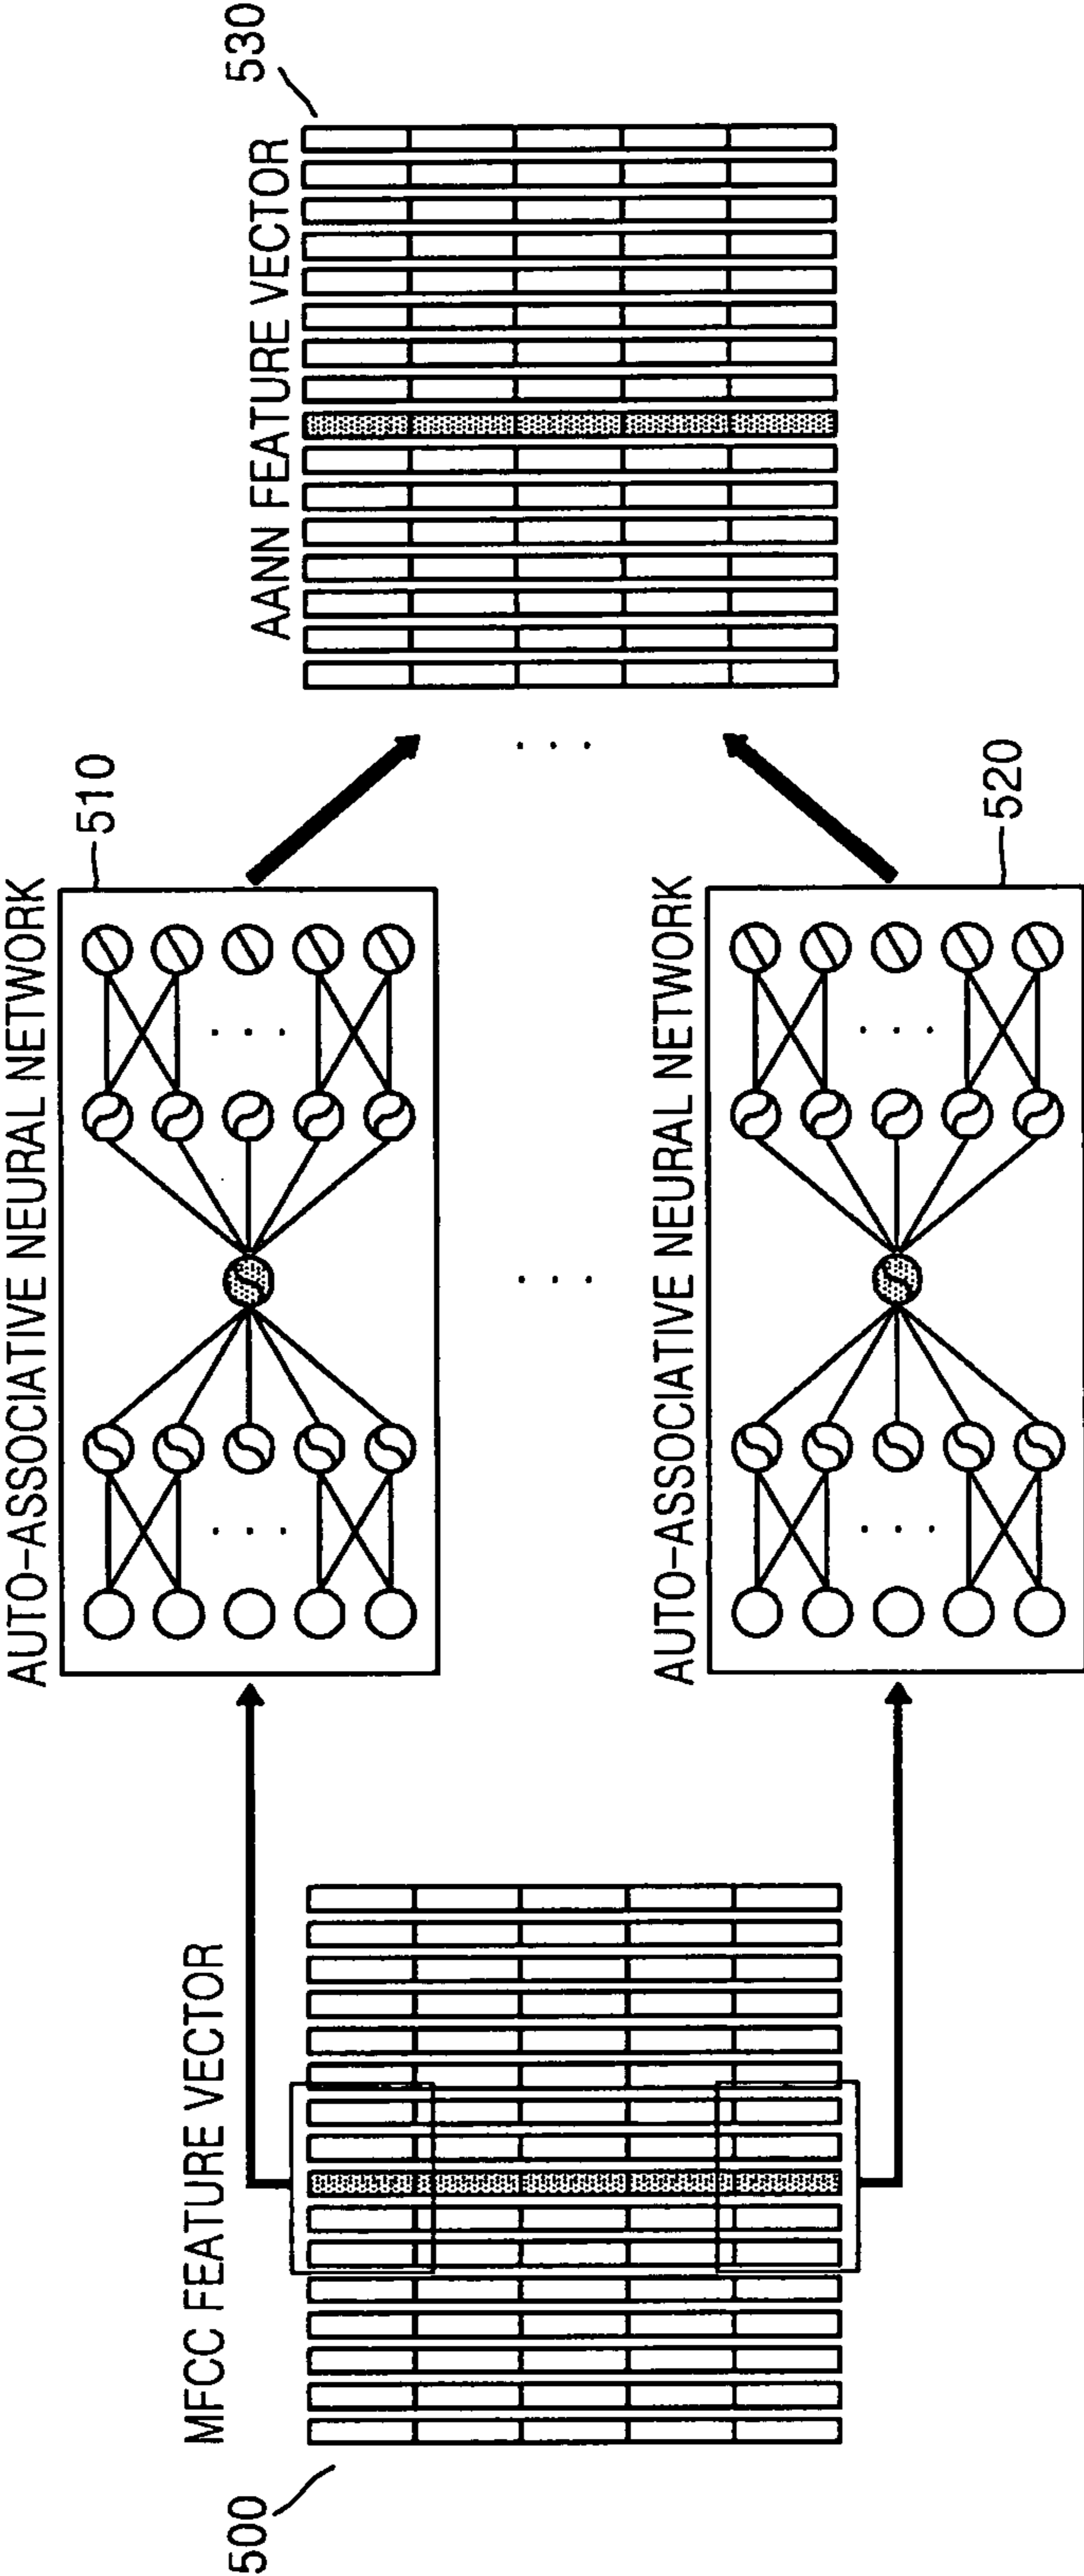 500
MFCC FEATURE VECTOR
AUTO-ASSOCIATIVE NEURAL NETWORK
510
AUTO-ASSOCIATIVE NEURAL NETWORK
520
AANN FEATURE VECTOR
530